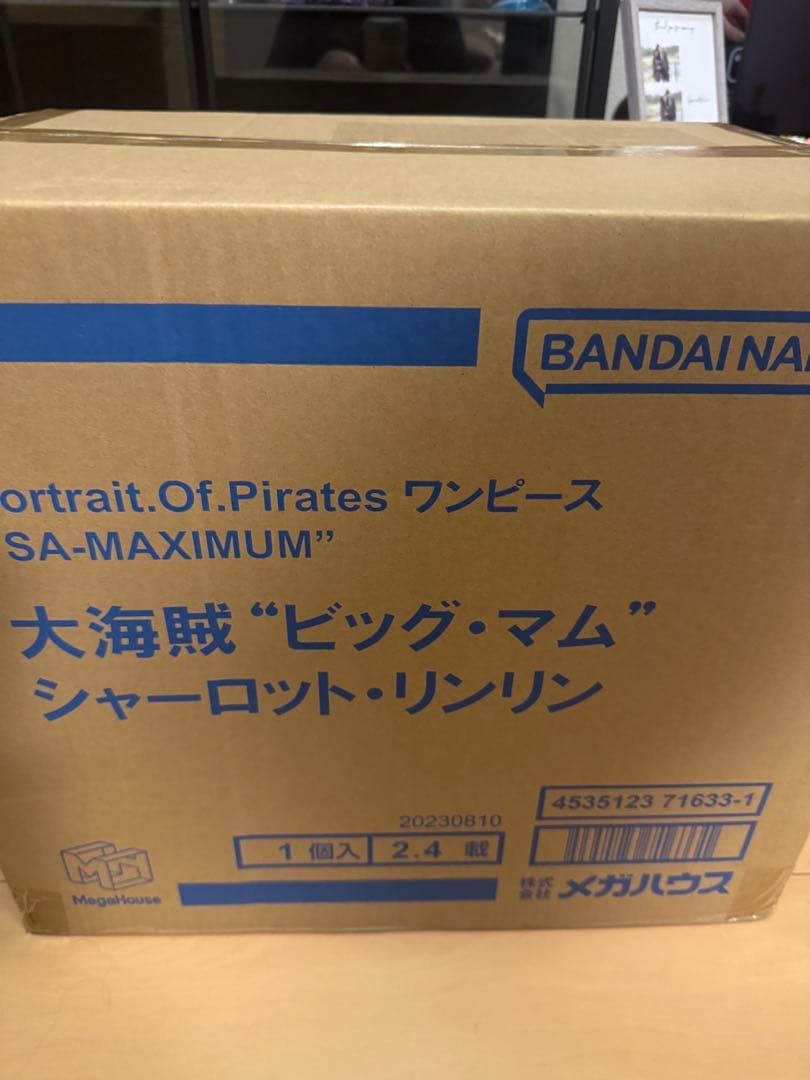 BANDAI NA
ortrait.Of.Pirates ワンピース
SA-MAXIMUM”
大海賊“ビッグ・マム”
シャーロット・リンリン
4535123 71633-1
20230810
1 個入 2.4 載
MegaHouse
株式会社 メガハウス